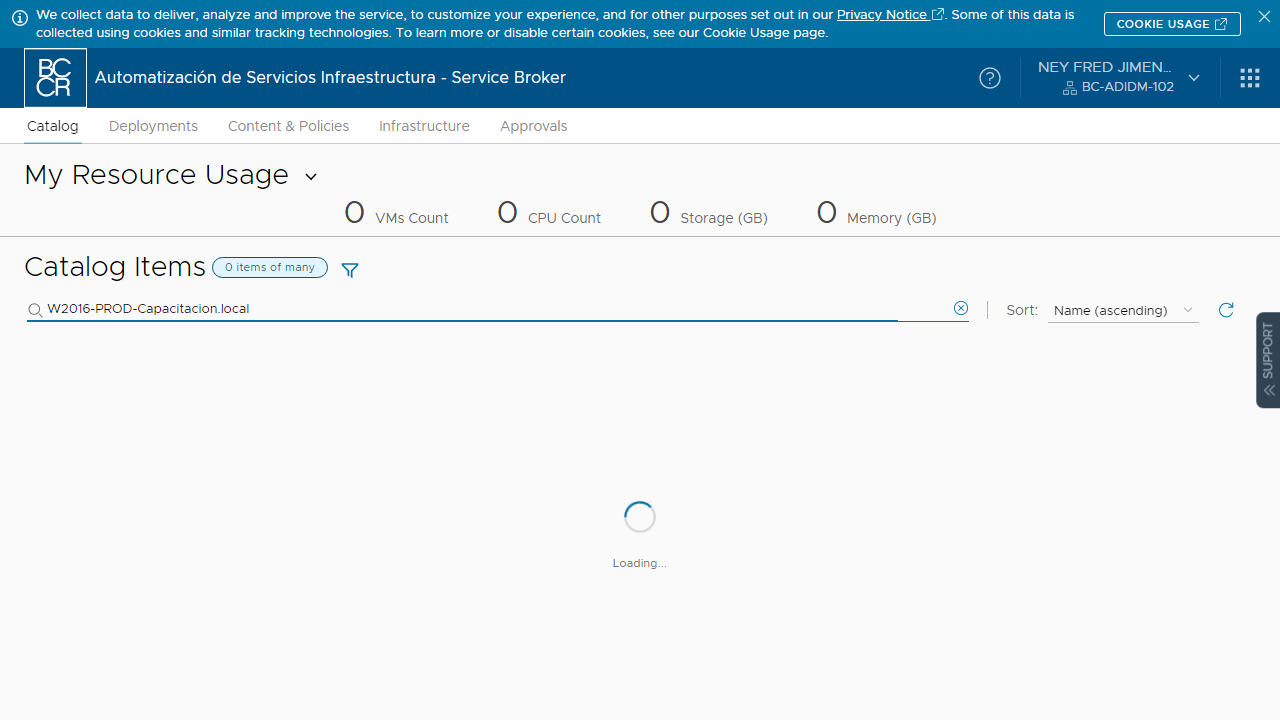 We collect data to deliver, analyze and improve the service, to customize your experience, and for other purposes set out in our Privacy Notice. Some of this data is
collected using cookies and similar tracking technologies. To learn more or disable certain cookies, see our Cookie Usage page.
COOKIE USAGE
BC
CR
Automatización de Servicios Infraestructura - Service Broker
NEY FRED JIMEN...
BC-ADIDM-102
Catalog
Deployments
Content & Policies
Infrastructure
Approvals
My Resource Usage
0 VMs Count
0 CPU Count
0 Storage (GB)
0 Memory (GB)
Catalog Items
0 items of many
W2016-PROD-Capacitacion.local
Sort:
Name (ascending)
SUPPORT
Loading...